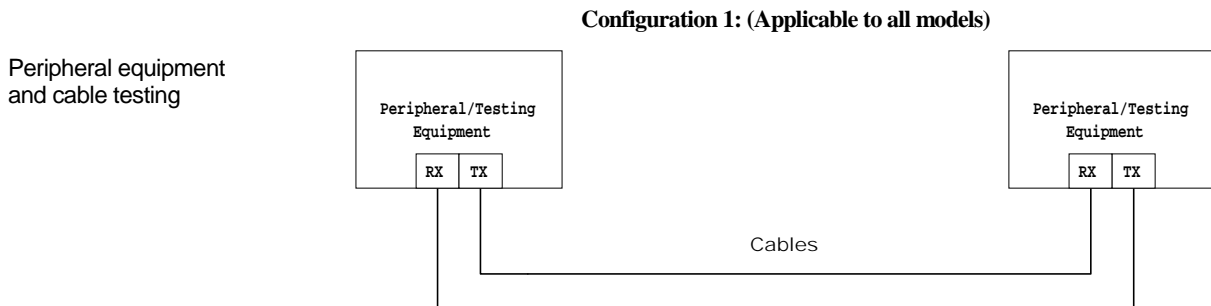 Configuration 1: (Applicable to all models)
Peripheral equipment
and cable testing
Peripheral/Testing
Equipment
RX TX
Peripheral/Testing
Equipment
RX TX
Cables